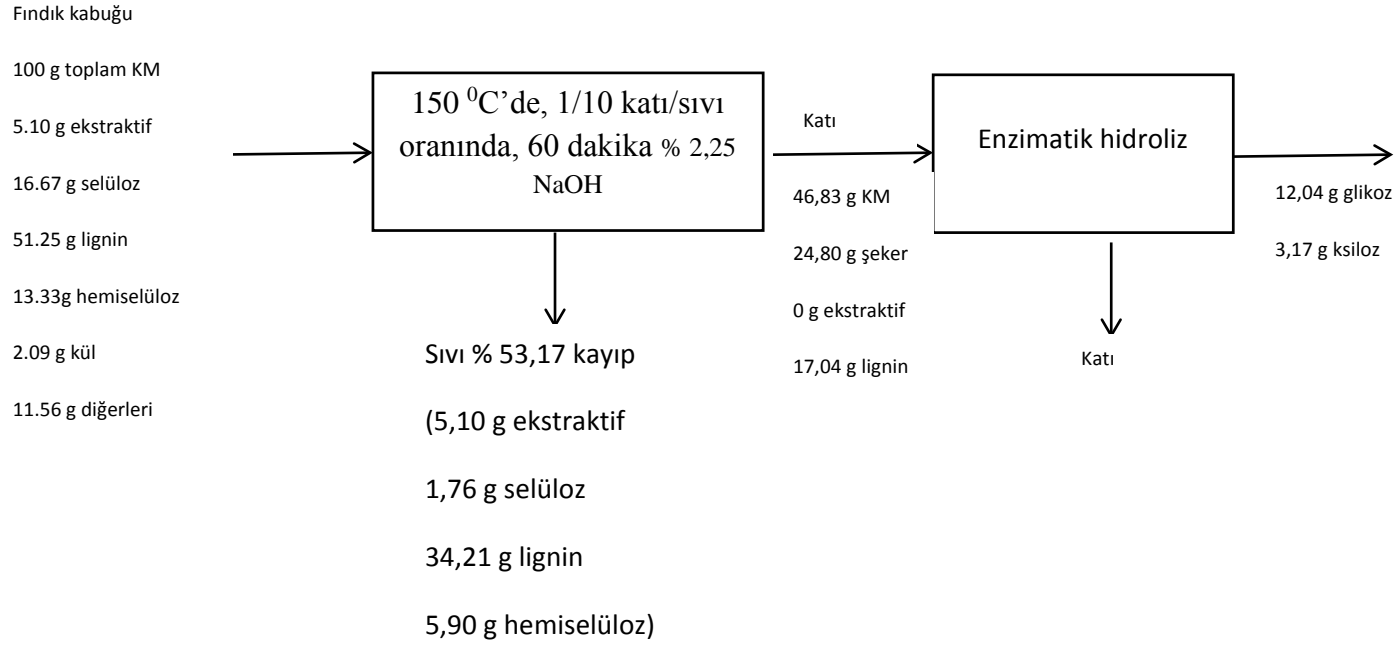 Fındık kabuğu
100 g toplam KM
5.10 g ekstraktif
16.67 g selüloz
51.25 g lignin
13.33g hemiselüloz
2.09 g kül
11.56 g diğerleri
150 ⁰C’de, 1/10 katı/sıvı
oranında, 60 dakika % 2,25
NaOH
Sıvı % 53,17 kayıp
(5,10 g ekstraktif
1,76 g selüloz
34,21 g lignin
5,90 g hemiselüloz)
Katı
46,83 g KM
24,80 g şeker
0 g ekstraktif
17,04 g lignin
Enzimatik hidroliz
Katı
12,04 g glikoz
3,17 g ksiloz